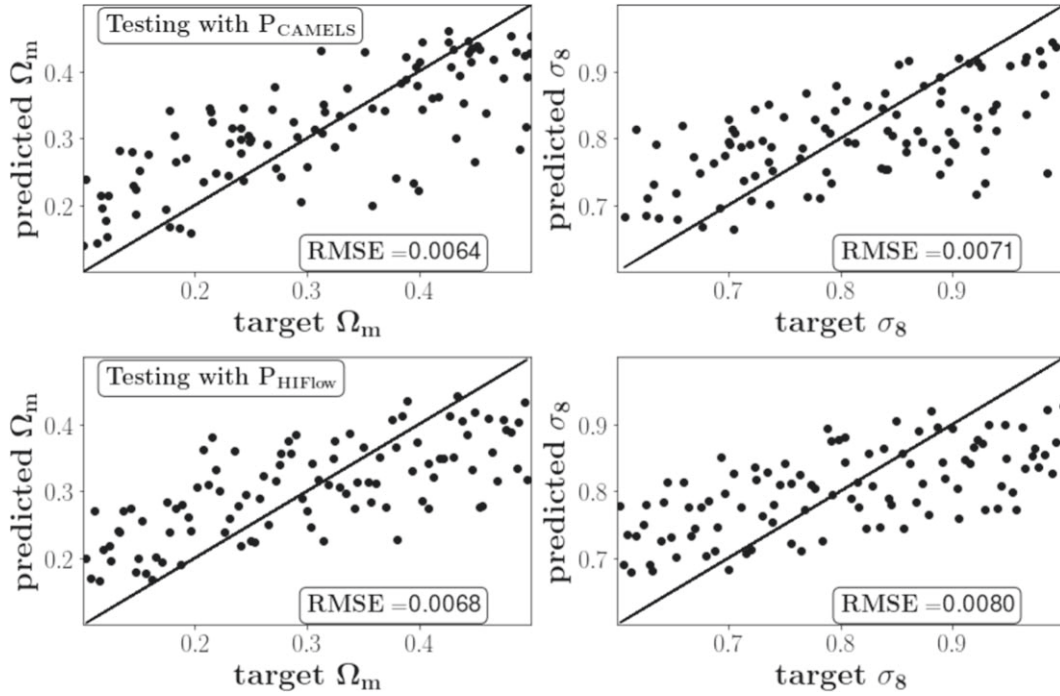 Testing with P_CAMELS
predicted Ω_m
0.4
0.3
0.2
RMSE =0.0064
0.2 0.3 0.4
target Ω_m
predicted σ_8
0.9
0.8
0.7
RMSE =0.0071
0.7 0.8 0.9
target σ_8
Testing with P_HIFlow
predicted Ω_m
0.4
0.3
0.2
RMSE =0.0068
0.2 0.3 0.4
target Ω_m
predicted σ_8
0.9
0.8
0.7
RMSE =0.0080
0.7 0.8 0.9
target σ_8